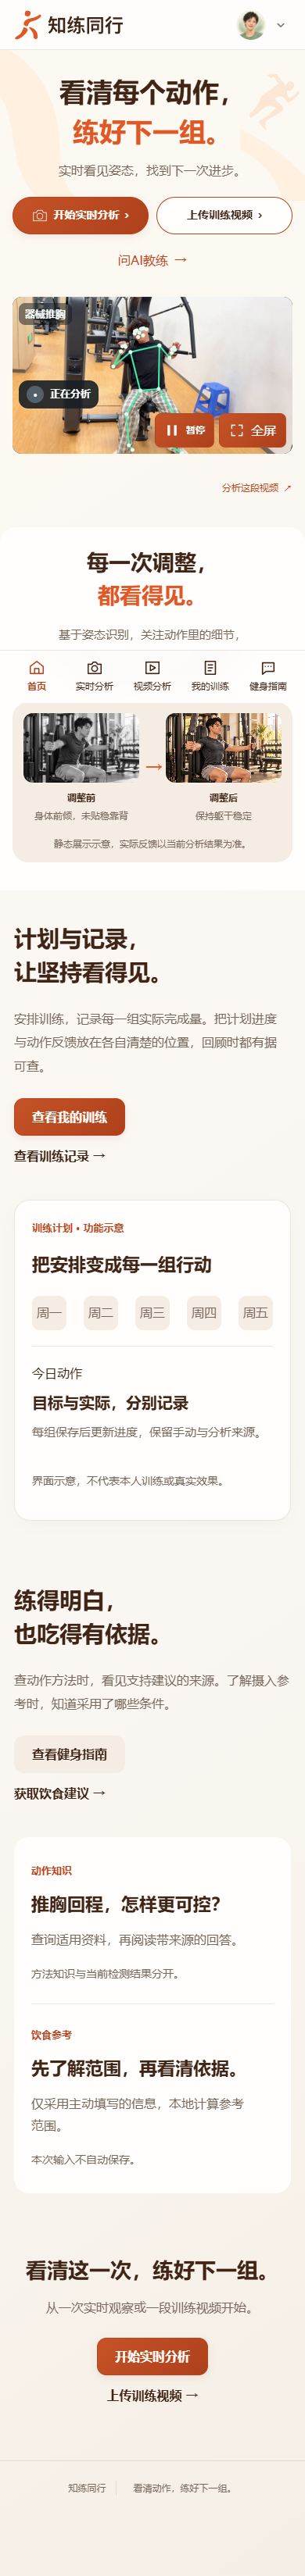 知练同行
看清每个动作，
练好下一组。
实时看见姿态，找到下一次进步。
开始实时分析 ›
上传训练视频 ›
问AI教练 →
器械推胸
正在分析
暂停
全屏
分析这段视频 ↗
每一次调整，
都看得见。
基于姿态识别，关注动作里的细节，
首页
实时分析
视频分析
我的训练
健身指南
→
调整前
调整后
身体前倾，未贴稳靠背
保持躯干稳定
静态展示示意，实际反馈以当前分析结果为准。
计划与记录，
让坚持看得见。
安排训练，记录每一组实际完成量。把计划进度
与动作反馈放在各自清楚的位置，回顾时都有据
可查。
查看我的训练
查看训练记录 →
训练计划 · 功能示意
把安排变成每一组行动
周一
周二
周三
周四
周五
今日动作
目标与实际，分别记录
每组保存后更新进度，保留手动与分析来源。
界面示意，不代表本人训练或真实效果。
练得明白，
也吃得有依据。
查动作方法时，看见支持建议的来源。了解摄入参
考时，知道采用了哪些条件。
查看健身指南
获取饮食建议 →
动作知识
推胸回程，怎样更可控？
查询适用资料，再阅读带来源的回答。
方法知识与当前检测结果分开。
饮食参考
先了解范围，再看清依据。
仅采用主动填写的信息，本地计算参考
范围。
本次输入不自动保存。
看清这一次，练好下一组。
从一次实时观察或一段训练视频开始。
开始实时分析
上传训练视频 →
知练同行
看清动作，练好下一组。